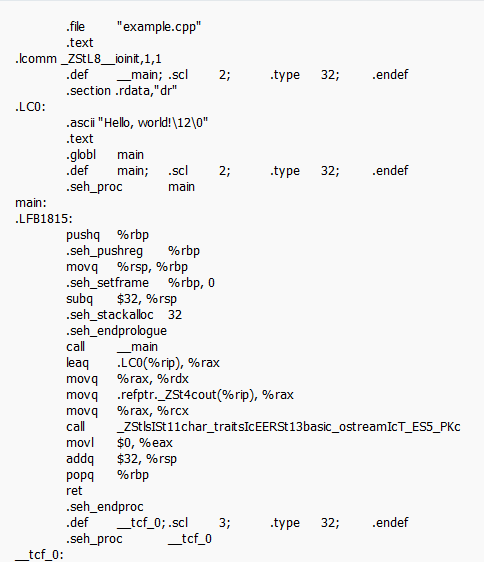 .file "example.cpp"
.text
.lcomm _ZStL8__ioinit,1,1
.def __main; .scl 2; .type 32; .endef
.section .rdata,"dr"
.LC0:
.ascii "Hello, world!\12\0"
.text
.globl main
.def main; .scl 2; .type 32; .endef
.seh_proc main
main:
.LFB1815:
pushq %rbp
.seh_pushreg %rbp
movq %rsp, %rbp
.seh_setframe %rbp, 0
subq $32, %rsp
.seh_stackalloc 32
.seh_endprologue
call __main
leaq .LC0(%rip), %rax
movq %rax, %rdx
movq .refptr._ZSt4cout(%rip), %rax
movq %rax, %rcx
call _ZStlsISt11char_traitsIcEERSt13basic_ostreamIcT_ES5_PKc
movl $0, %eax
addq $32, %rsp
popq %rbp
ret
.seh_endproc
.def __tcf_0; .scl 3; .type 32; .endef
.seh_proc __tcf_0
__tcf_0: